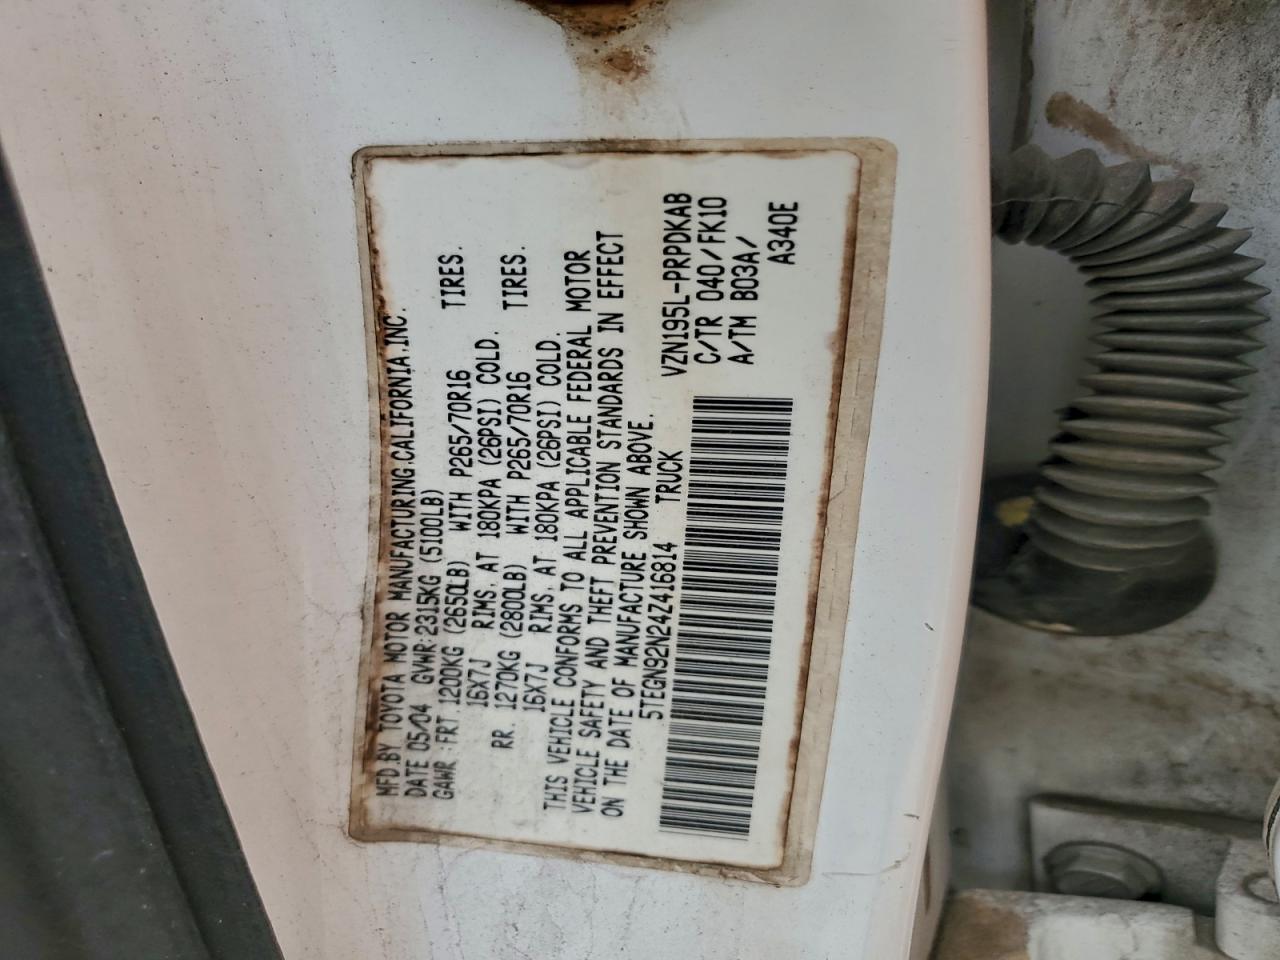 MFD.BY TOYOTA MOTOR MANUFACTURING,CALIFORNIA,INC.
DATE 05/04 GVWR:2315KG (5100LB)
GAWR :FRT 1200KG (2650LB) WITH P265/70R16 TIRES.
16X7J RIMS, AT 180KPA (26PSI) COLD.
RR. 1270KG (2800LB) WITH P265/70R16 TIRES.
16X7J RIMS, AT 180KPA (26PSI) COLD.
THIS VEHICLE CONFORMS TO ALL APPLICABLE FEDERAL MOTOR
VEHICLE SAFETY AND THEFT PREVENTION STANDARDS IN EFFECT
ON THE DATE OF MANUFACTURE SHOWN ABOVE.
5TEGN92N24Z416814 TRUCK
VZN195L-PRPDKAB
C/TR 040/FK10
A/TM B03A/
A340E